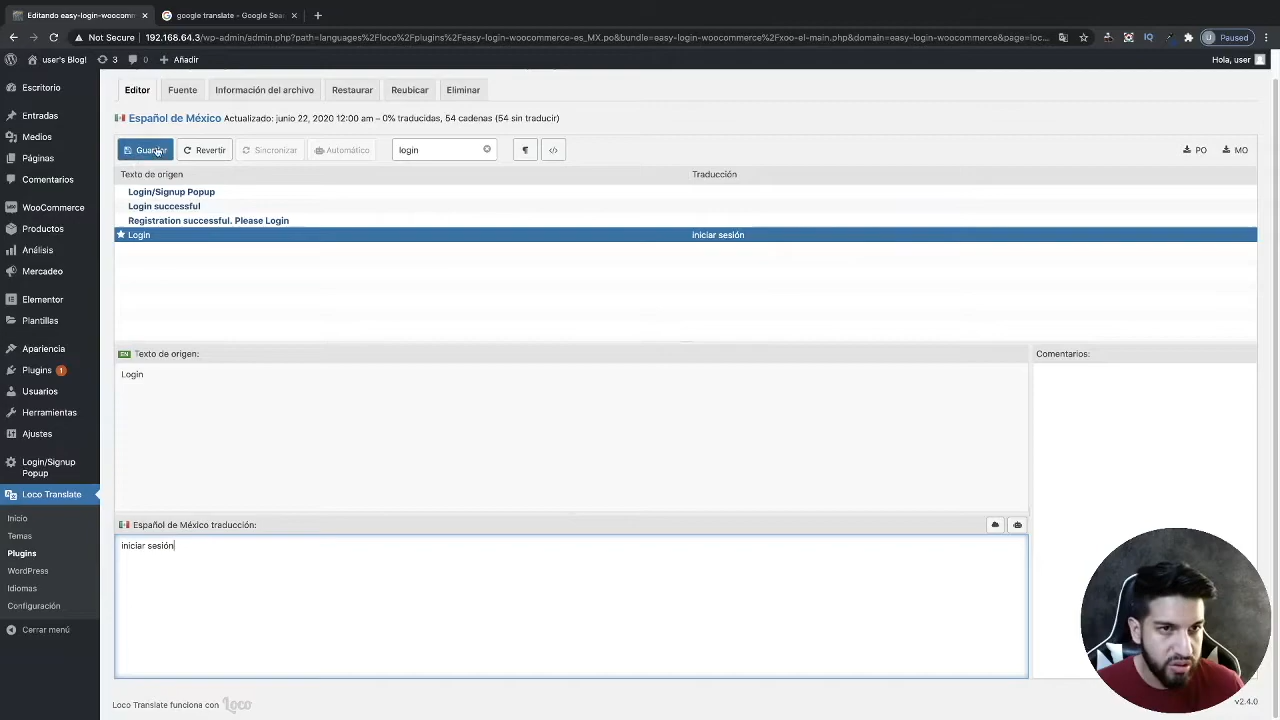 Editando easy-login-woocomm
google translate - Google Sea
Not Secure 192.168.64.3/wp-admin/admin.php?path=languages%2Floco%2Fplugins%2Feasy-login-woocommerce-es_MX.po&bundle=easy-login-woocommerce%2Fxoo-el-main.php&domain=easy-login-woocommerce&page=loc...
IQ
U Paused
user's Blog!
3
0
Añadir
Hola, user
Escritorio
Entradas
Medios
Páginas
Comentarios
WooCommerce
Productos
Análisis
Mercadeo
Elementor
Plantillas
Apariencia
Plugins 1
Usuarios
Herramientas
Ajustes
Login/Signup
Popup
Loco Translate
Inicio
Temas
Plugins
WordPress
Idiomas
Configuración
Cerrar menú
Editor
Fuente
Información del archivo
Restaurar
Reubicar
Eliminar
Español de México Actualizado: junio 22, 2020 12:00 am – 0% traducidas, 54 cadenas (54 sin traducir)
Guardar
Revertir
Sincronizar
Automático
login
¶
</>
PO
MO
Texto de origen
Traducción
Login/Signup Popup
Login successful
Registration successful. Please Login
Login
iniciar sesión
EN Texto de origen:
Comentarios:
Login
Español de México traducción:
iniciar sesión
Loco Translate funciona con Loco
v2.4.0